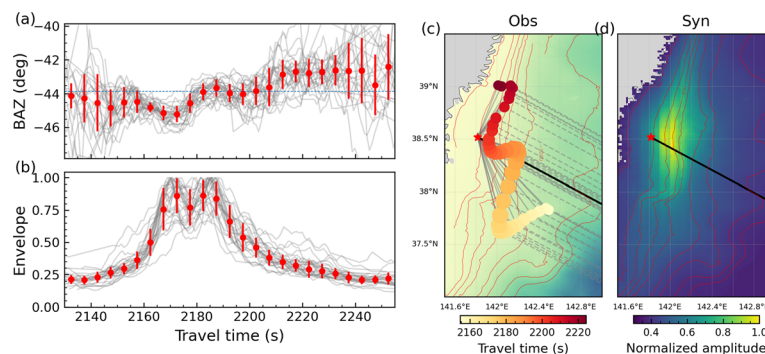 (a)
−40
−42
−44
−46
BAZ (deg)
(b)
1.00
0.75
0.50
0.25
0.00
Envelope
2140 2160 2180 2200 2220 2240
Travel time (s)
(c) Obs
39°N
38.5°N
38°N
37.5°N
141.6°E 142°E 142.4°E 142.8°E
2160 2180 2200 2220
Travel time (s)
(d) Syn
141.6°E 142°E 142.4°E 142.8°E
0.4 0.6 0.8 1.0
Normalized amplitude